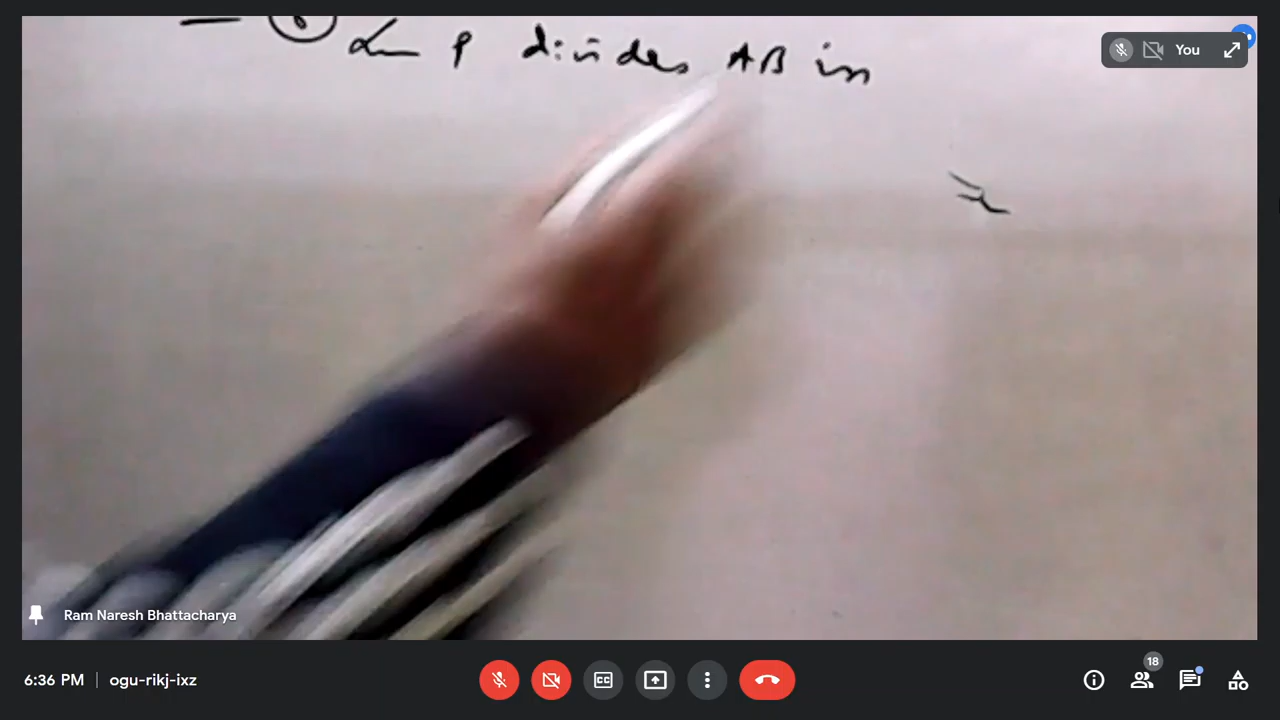 Let P divides AB in
You
Ram Naresh Bhattacharya
6:36 PM | ogu-rikj-ixz
18